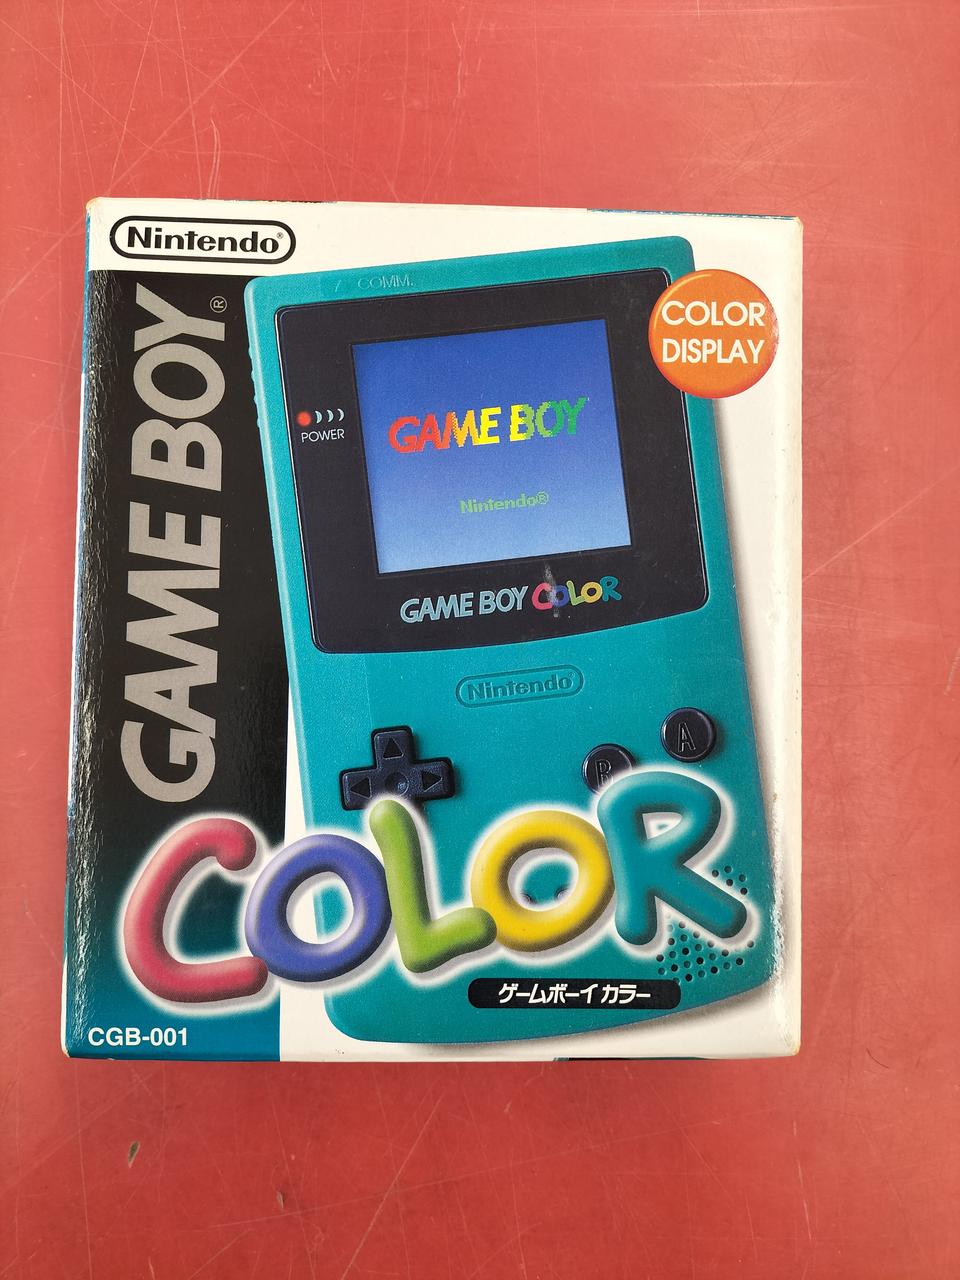 Nintendo®
GAME BOY®
COMM.
COLOR
DISPLAY
POWER
GAME BOY
Nintendo®
GAME BOY COLOR
Nintendo
A
B
COLOR
ゲームボーイ カラー
CGB-001